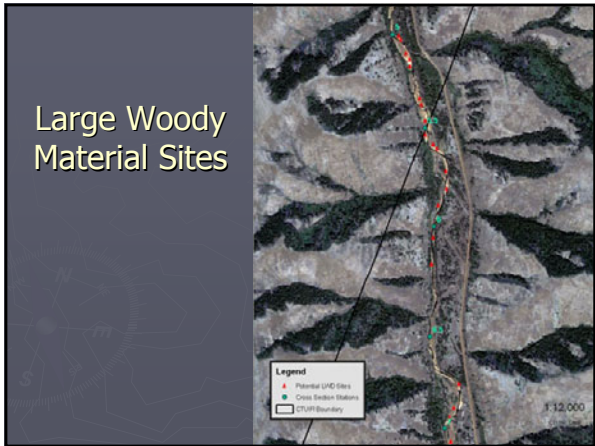 Large Woody
Material Sites
Legend
Potential LWD Sites
Cross Section Stations
CTUIR Boundary
1:12,000
N
S